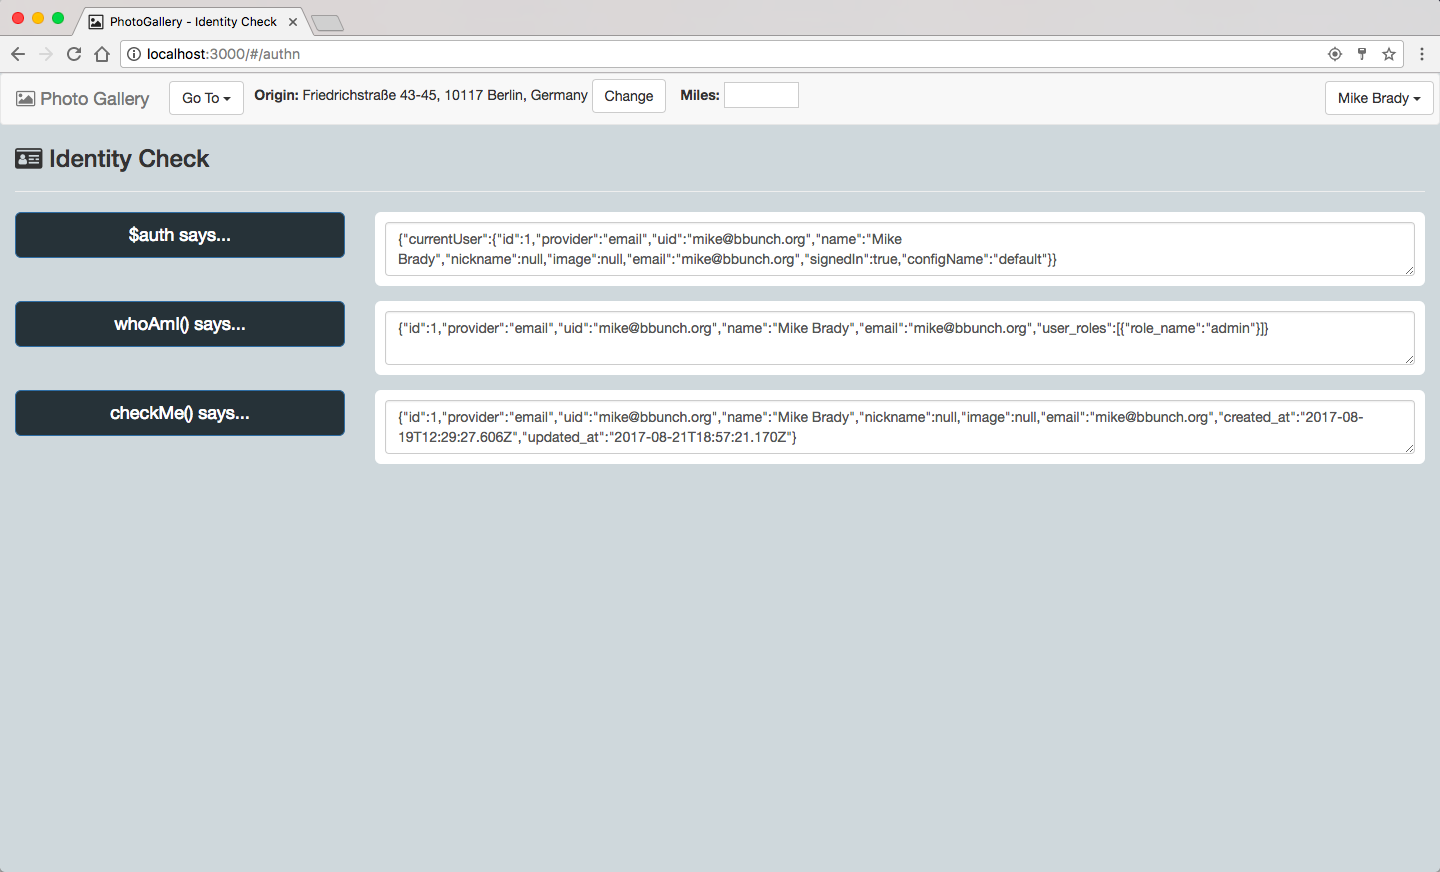 PhotoGallery - Identity Check
localhost:3000/#/authn
Photo Gallery Go To Origin: Friedrichstraße 43-45, 10117 Berlin, Germany Change Miles: Mike Brady
Identity Check
$auth says...
{"currentUser":{"id":1,"provider":"email","uid":"mike@bbunch.org","name":"Mike
Brady","nickname":null,"image":null,"email":"mike@bbunch.org","signedIn":true,"configName":"default"}}
whoAmI() says...
{"id":1,"provider":"email","uid":"mike@bbunch.org","name":"Mike Brady","email":"mike@bbunch.org","user_roles":[{"role_name":"admin"}]}
checkMe() says...
{"id":1,"provider":"email","uid":"mike@bbunch.org","name":"Mike Brady","nickname":null,"image":null,"email":"mike@bbunch.org","created_at":"2017-08-
19T12:29:27.606Z","updated_at":"2017-08-21T18:57:21.170Z"}